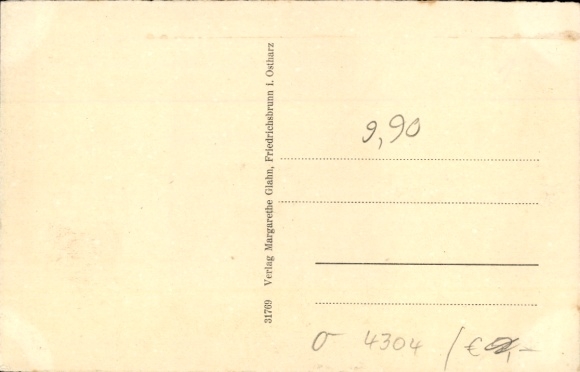 31769 Verlag Margarethe Glahn, Friedrichsbrunn i. Ostharz
9,90
4304 / €